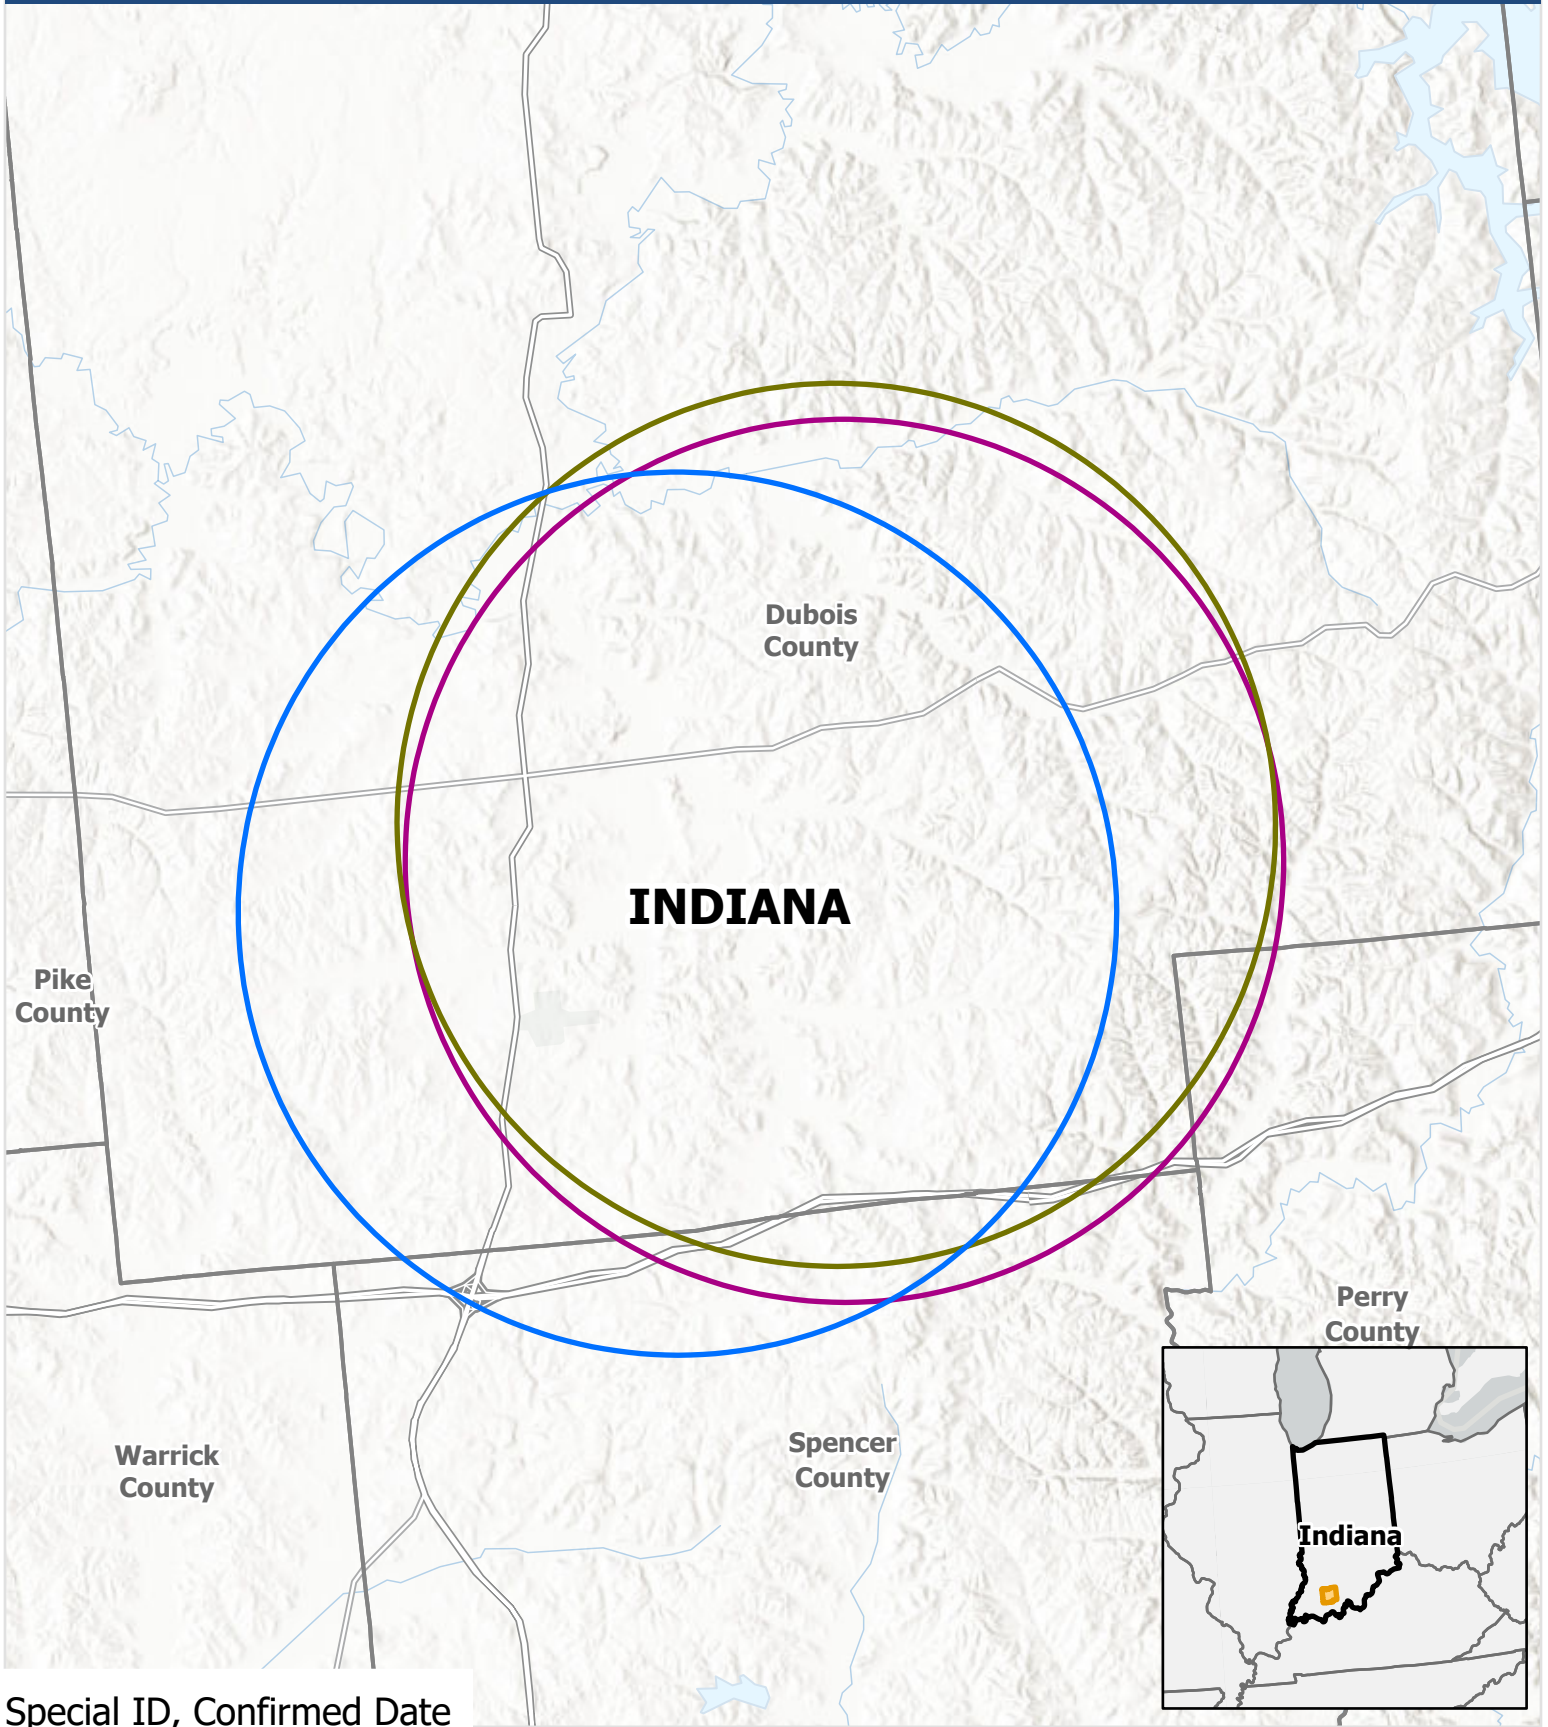 Dubois
County
INDIANA
Pike
County
Perry
County
Warrick
County
Spencer
County
Indiana
Special ID, Confirmed Date